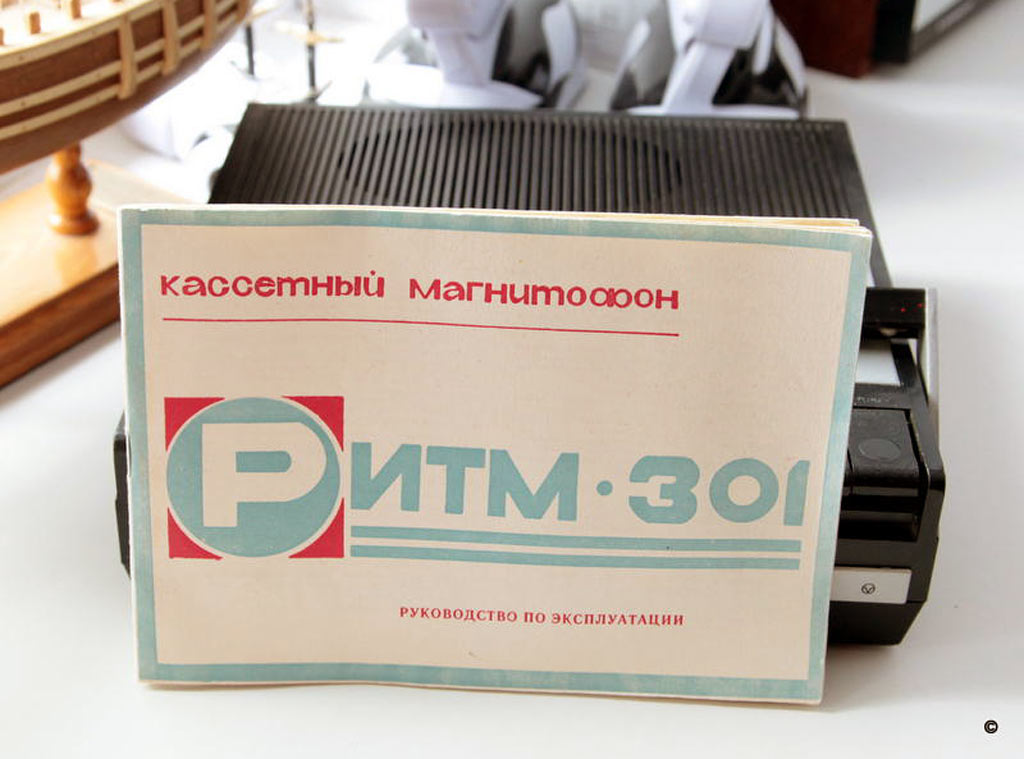 кассетный магнитофон
РИТМ·301
РУКОВОДСТВО ПО ЭКСПЛУАТАЦИИ
©